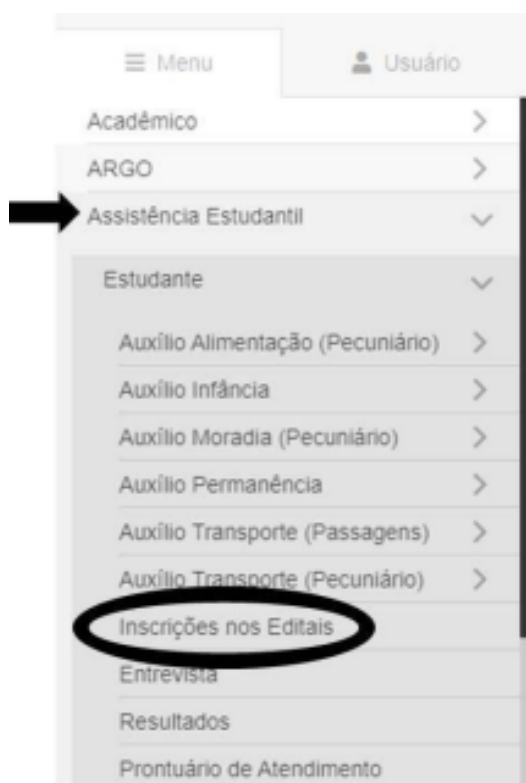 Menu
Usuário
Acadêmico
ARGO
Assistência Estudantil
Estudante
Auxílio Alimentação (Pecuniário)
Auxílio Infância
Auxílio Moradia (Pecuniário)
Auxílio Permanência
Auxílio Transporte (Passagens)
Auxílio Transporte (Pecuniário)
Inscrições nos Editais
Entrevista
Resultados
Prontuário de Atendimento